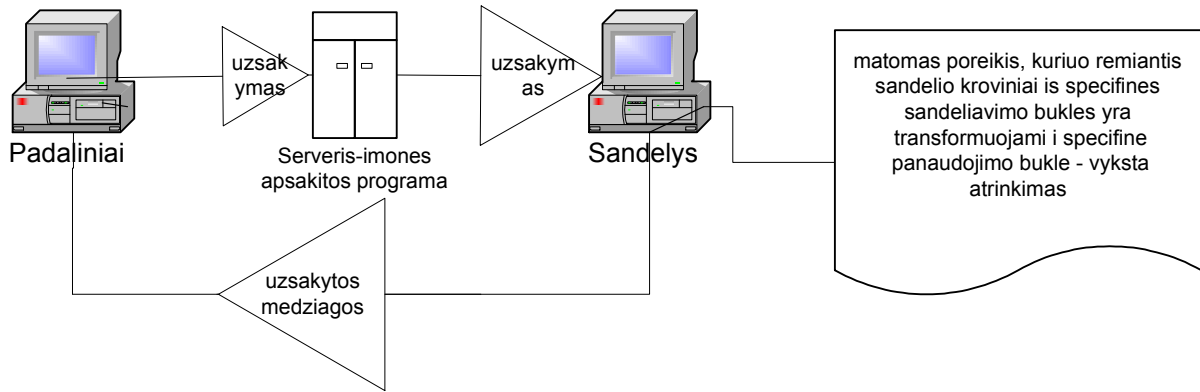 uzsak
ymas
uzsakym
as
Padaliniai
Serveris-imones
apsakitos programa
Sandelys
matomas poreikis, kuriuo remiantis
sandelio kroviniai is specifines
sandeliavimo bukles yra
transformuojami i specifine
panaudojimo bukle - vyksta
atrinkimas
uzsakytos
medziagos